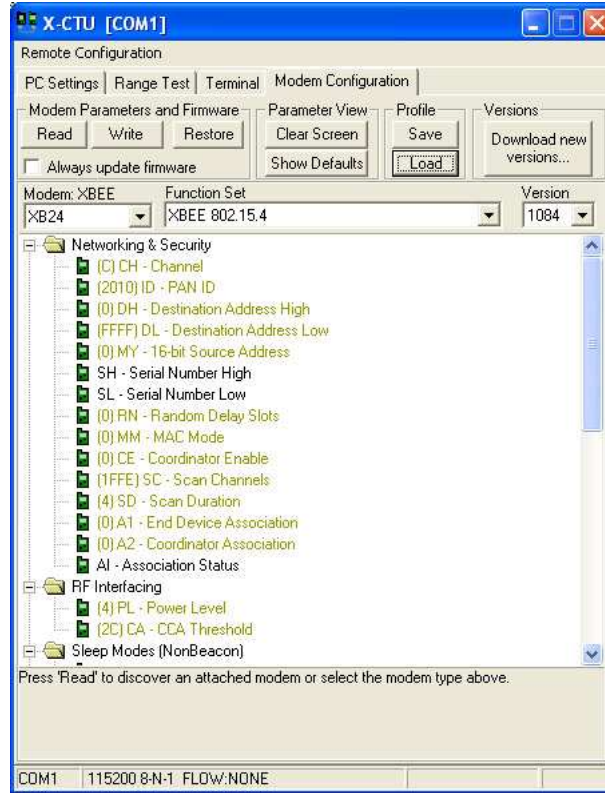 X-CTU [COM1]
Remote Configuration
PC Settings Range Test Terminal Modem Configuration
Modem Parameters and Firmware Parameter View Profile Versions
Read Write Restore Clear Screen Save Download new versions...
Always update firmware Show Defaults Load
Modem: XBEE Function Set Version
XB24 XBEE 802.15.4 1084
Networking & Security
(C) CH - Channel
(2010) ID - PAN ID
(0) DH - Destination Address High
(FFFF) DL - Destination Address Low
(0) MY - 16-bit Source Address
SH - Serial Number High
SL - Serial Number Low
(0) RN - Random Delay Slots
(0) MM - MAC Mode
(0) CE - Coordinator Enable
(1FFE) SC - Scan Channels
(4) SD - Scan Duration
(0) A1 - End Device Association
(0) A2 - Coordinator Association
AI - Association Status
RF Interfacing
(4) PL - Power Level
(2C) CA - CCA Threshold
Sleep Modes (NonBeacon)
Press 'Read' to discover an attached modem or select the modem type above.
COM1 115200 8-N-1 FLOW:NONE